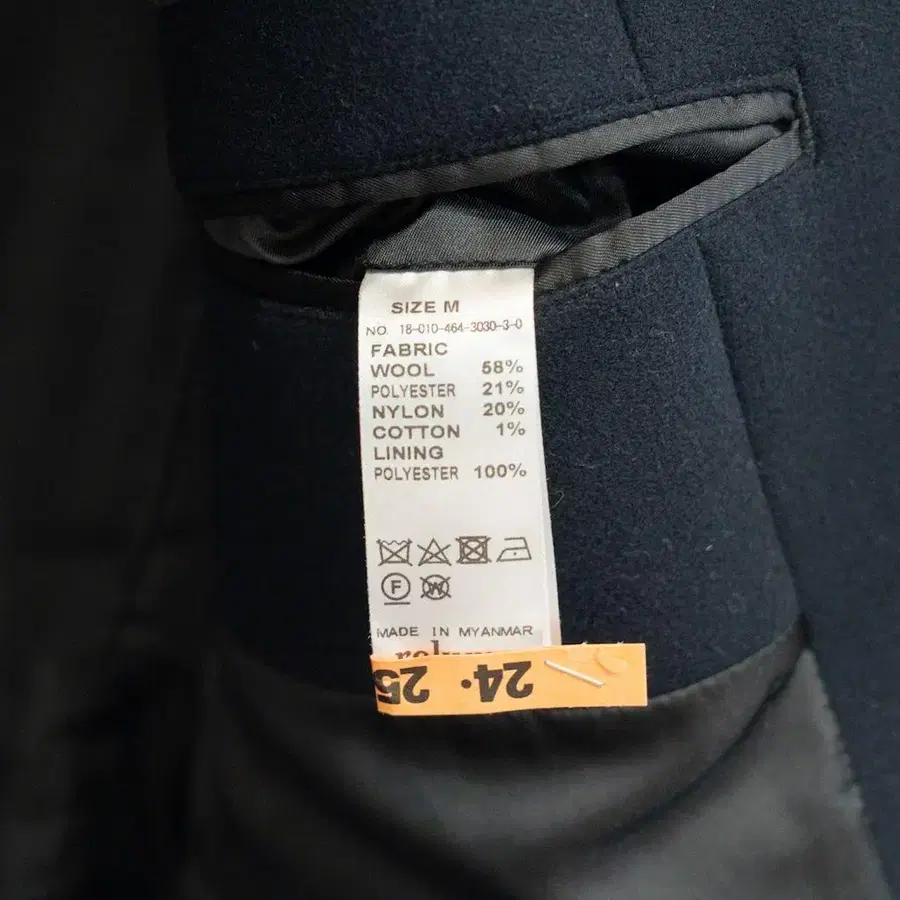 SIZE M
NO. 18-010-464-3030-3-0
FABRIC
WOOL 58%
POLYESTER 21%
NYLON 20%
COTTON 1%
LINING
POLYESTER 100%
F
W
MADE IN MYANMAR
24. 25